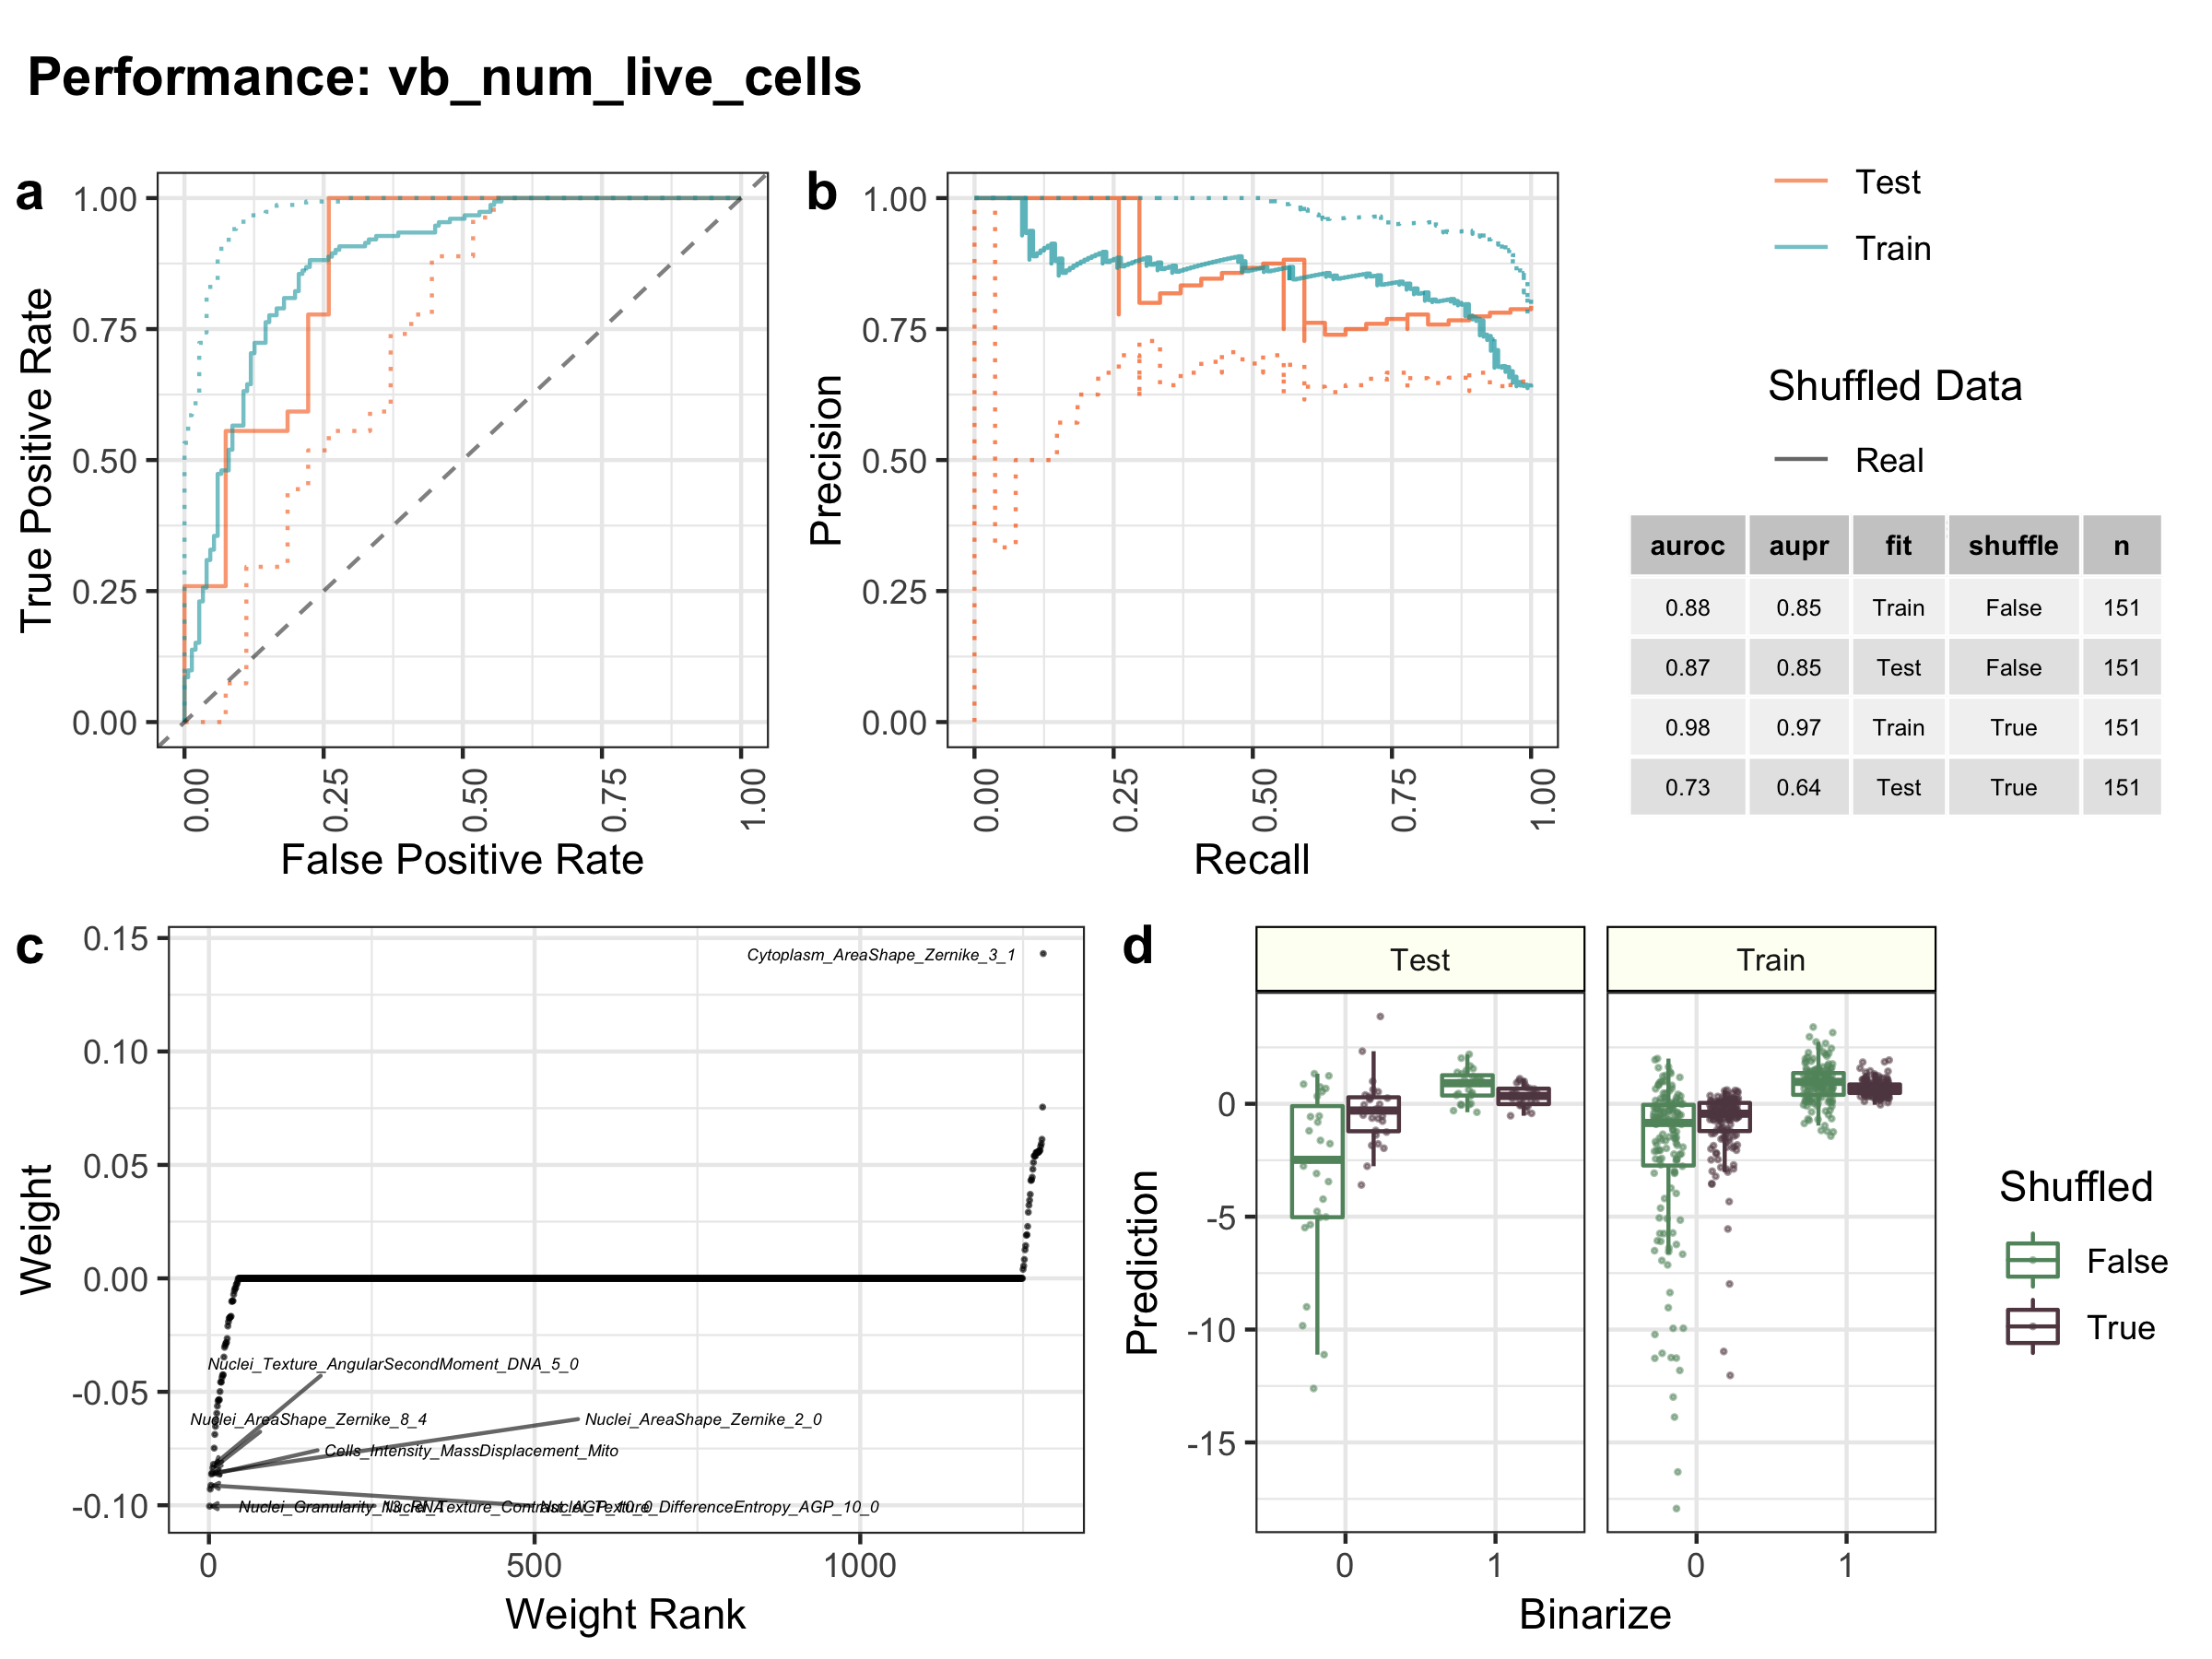 Performance: vb_num_live_cells
a
1.00
0.75
0.50
0.25
0.00
True Positive Rate
0.00
0.25
0.50
0.75
1.00
False Positive Rate
b
1.00
0.75
0.50
0.25
0.00
Precision
0.00
0.25
0.50
0.75
1.00
Recall
Test
Train
Shuffled Data
Real
auroc aupr fit shuffle n
0.88 0.85 Train False 151
0.87 0.85 Test False 151
0.98 0.97 Train True 151
0.73 0.64 Test True 151
c
0.15
0.10
0.05
0.00
-0.05
-0.10
Weight
Cytoplasm_AreaShape_Zernike_3_1
Nuclei_Texture_AngularSecondMoment_DNA_5_0
Nuclei_AreaShape_Zernike_8_4
Nuclei_AreaShape_Zernike_2_0
Cells_Intensity_MassDisplacement_Mito
Nuclei_Granularity_13_RNA
Nuclei_Texture_Contrast_AGP_10_0
Nuclei_Texture_DifferenceEntropy_AGP_10_0
0
500
1000
Weight Rank
d
Test
Train
0
-5
-10
-15
Prediction
0
1
0
1
Binarize
Shuffled
False
True